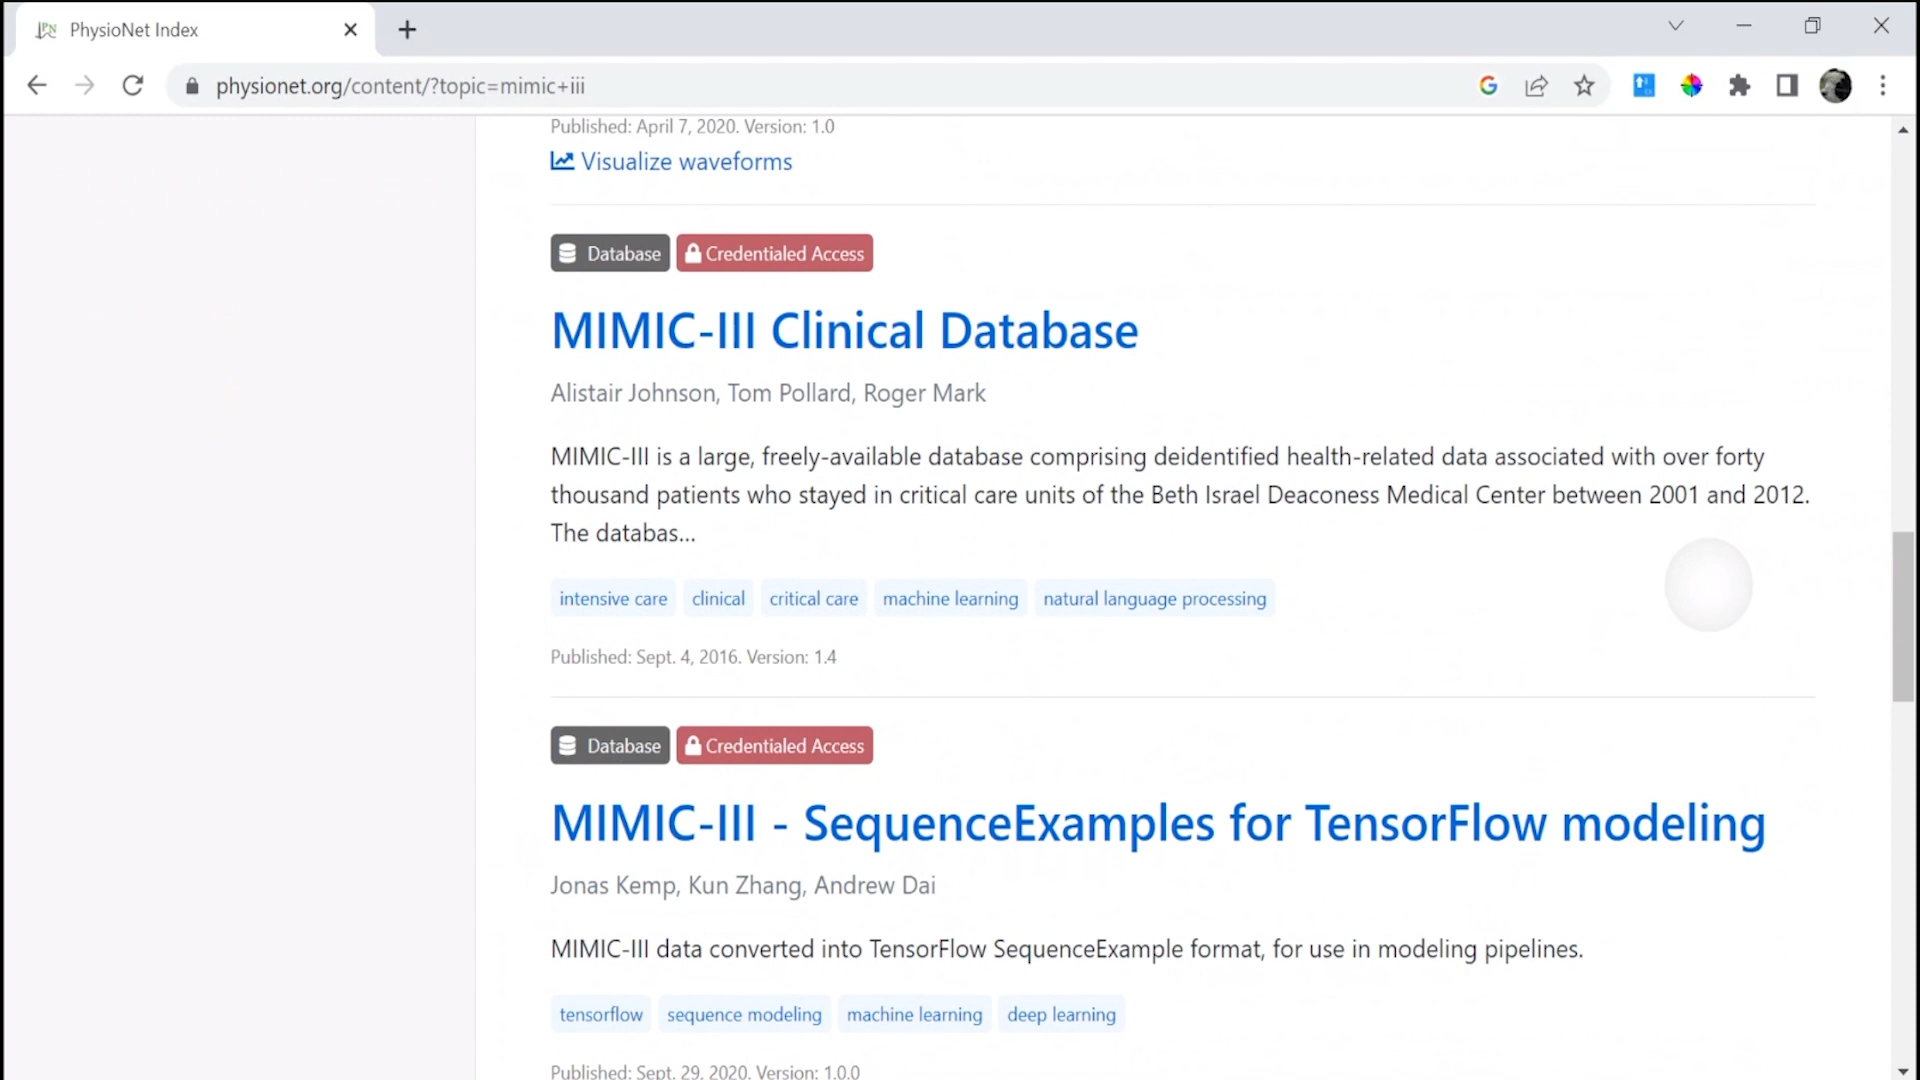 PhysioNet Index
physionet.org/content/?topic=mimic+iii
Published: April 7, 2020. Version: 1.0
Visualize waveforms
Database Credentialed Access
MIMIC-III Clinical Database
Alistair Johnson, Tom Pollard, Roger Mark
MIMIC-III is a large, freely-available database comprising deidentified health-related data associated with over forty
thousand patients who stayed in critical care units of the Beth Israel Deaconess Medical Center between 2001 and 2012.
The databas...
intensive care clinical critical care machine learning natural language processing
Published: Sept. 4, 2016. Version: 1.4
Database Credentialed Access
MIMIC-III - SequenceExamples for TensorFlow modeling
Jonas Kemp, Kun Zhang, Andrew Dai
MIMIC-III data converted into TensorFlow SequenceExample format, for use in modeling pipelines.
tensorflow sequence modeling machine learning deep learning
Published: Sept. 29, 2020. Version: 1.0.0